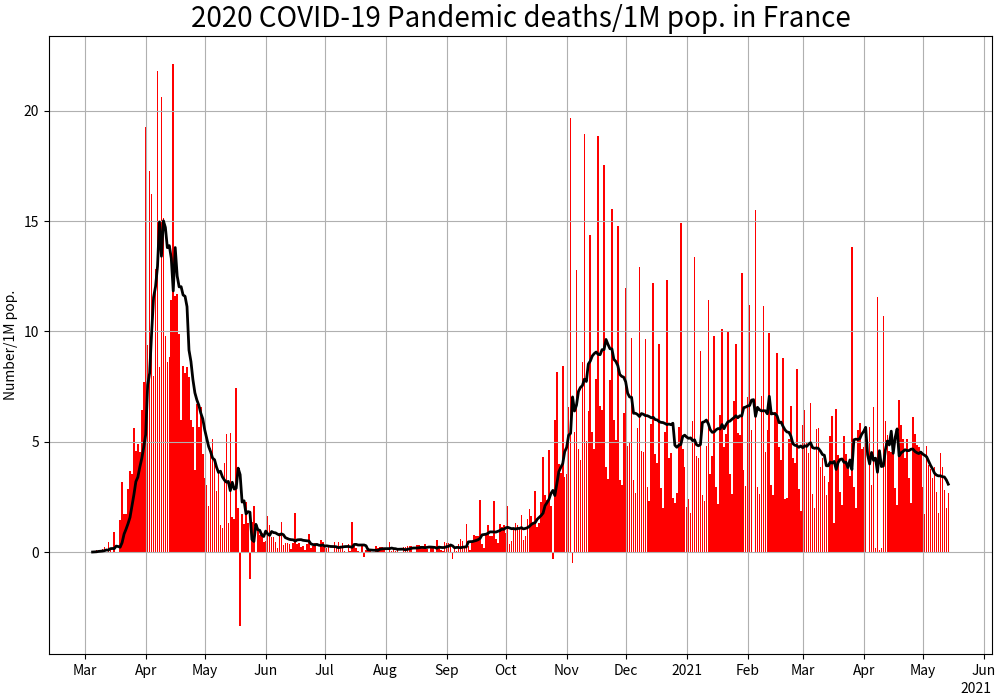 2020 COVID-19 Pandemic deaths/1M pop. in France
Number/1M pop.
20
15
10
5
0
Mar Apr May Jun Jul Aug Sep Oct Nov Dec 2021 Feb Mar Apr May Jun
2021